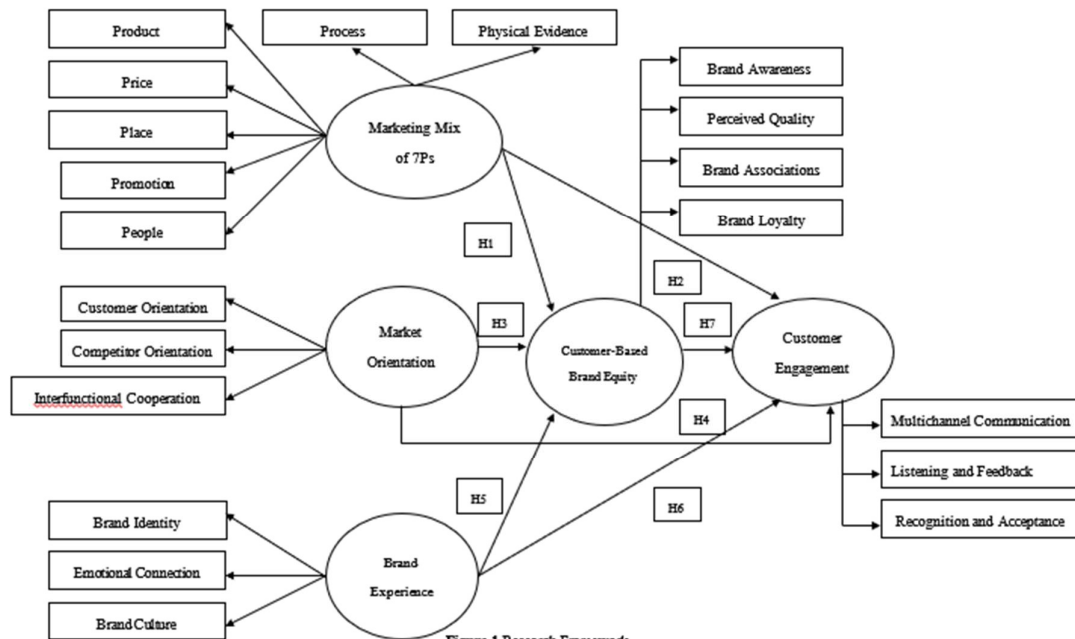 Product
Process
Physical Evidence
Price
Place
Promotion
People
Marketing Mix
of 7Ps
Brand Awareness
Perceived Quality
Brand Associations
Brand Loyalty
H1
H2
Customer Orientation
Competitor Orientation
Interfunctional Cooperation
Market
Orientation
H3
Customer-Based
Brand Equity
H7
Customer
Engagement
H4
Multichannel Communication
Listening and Feedback
Recognition and Acceptance
H5
H6
Brand Identity
Emotional Connection
Brand Culture
Brand
Experience
Figure 1 Research Framework